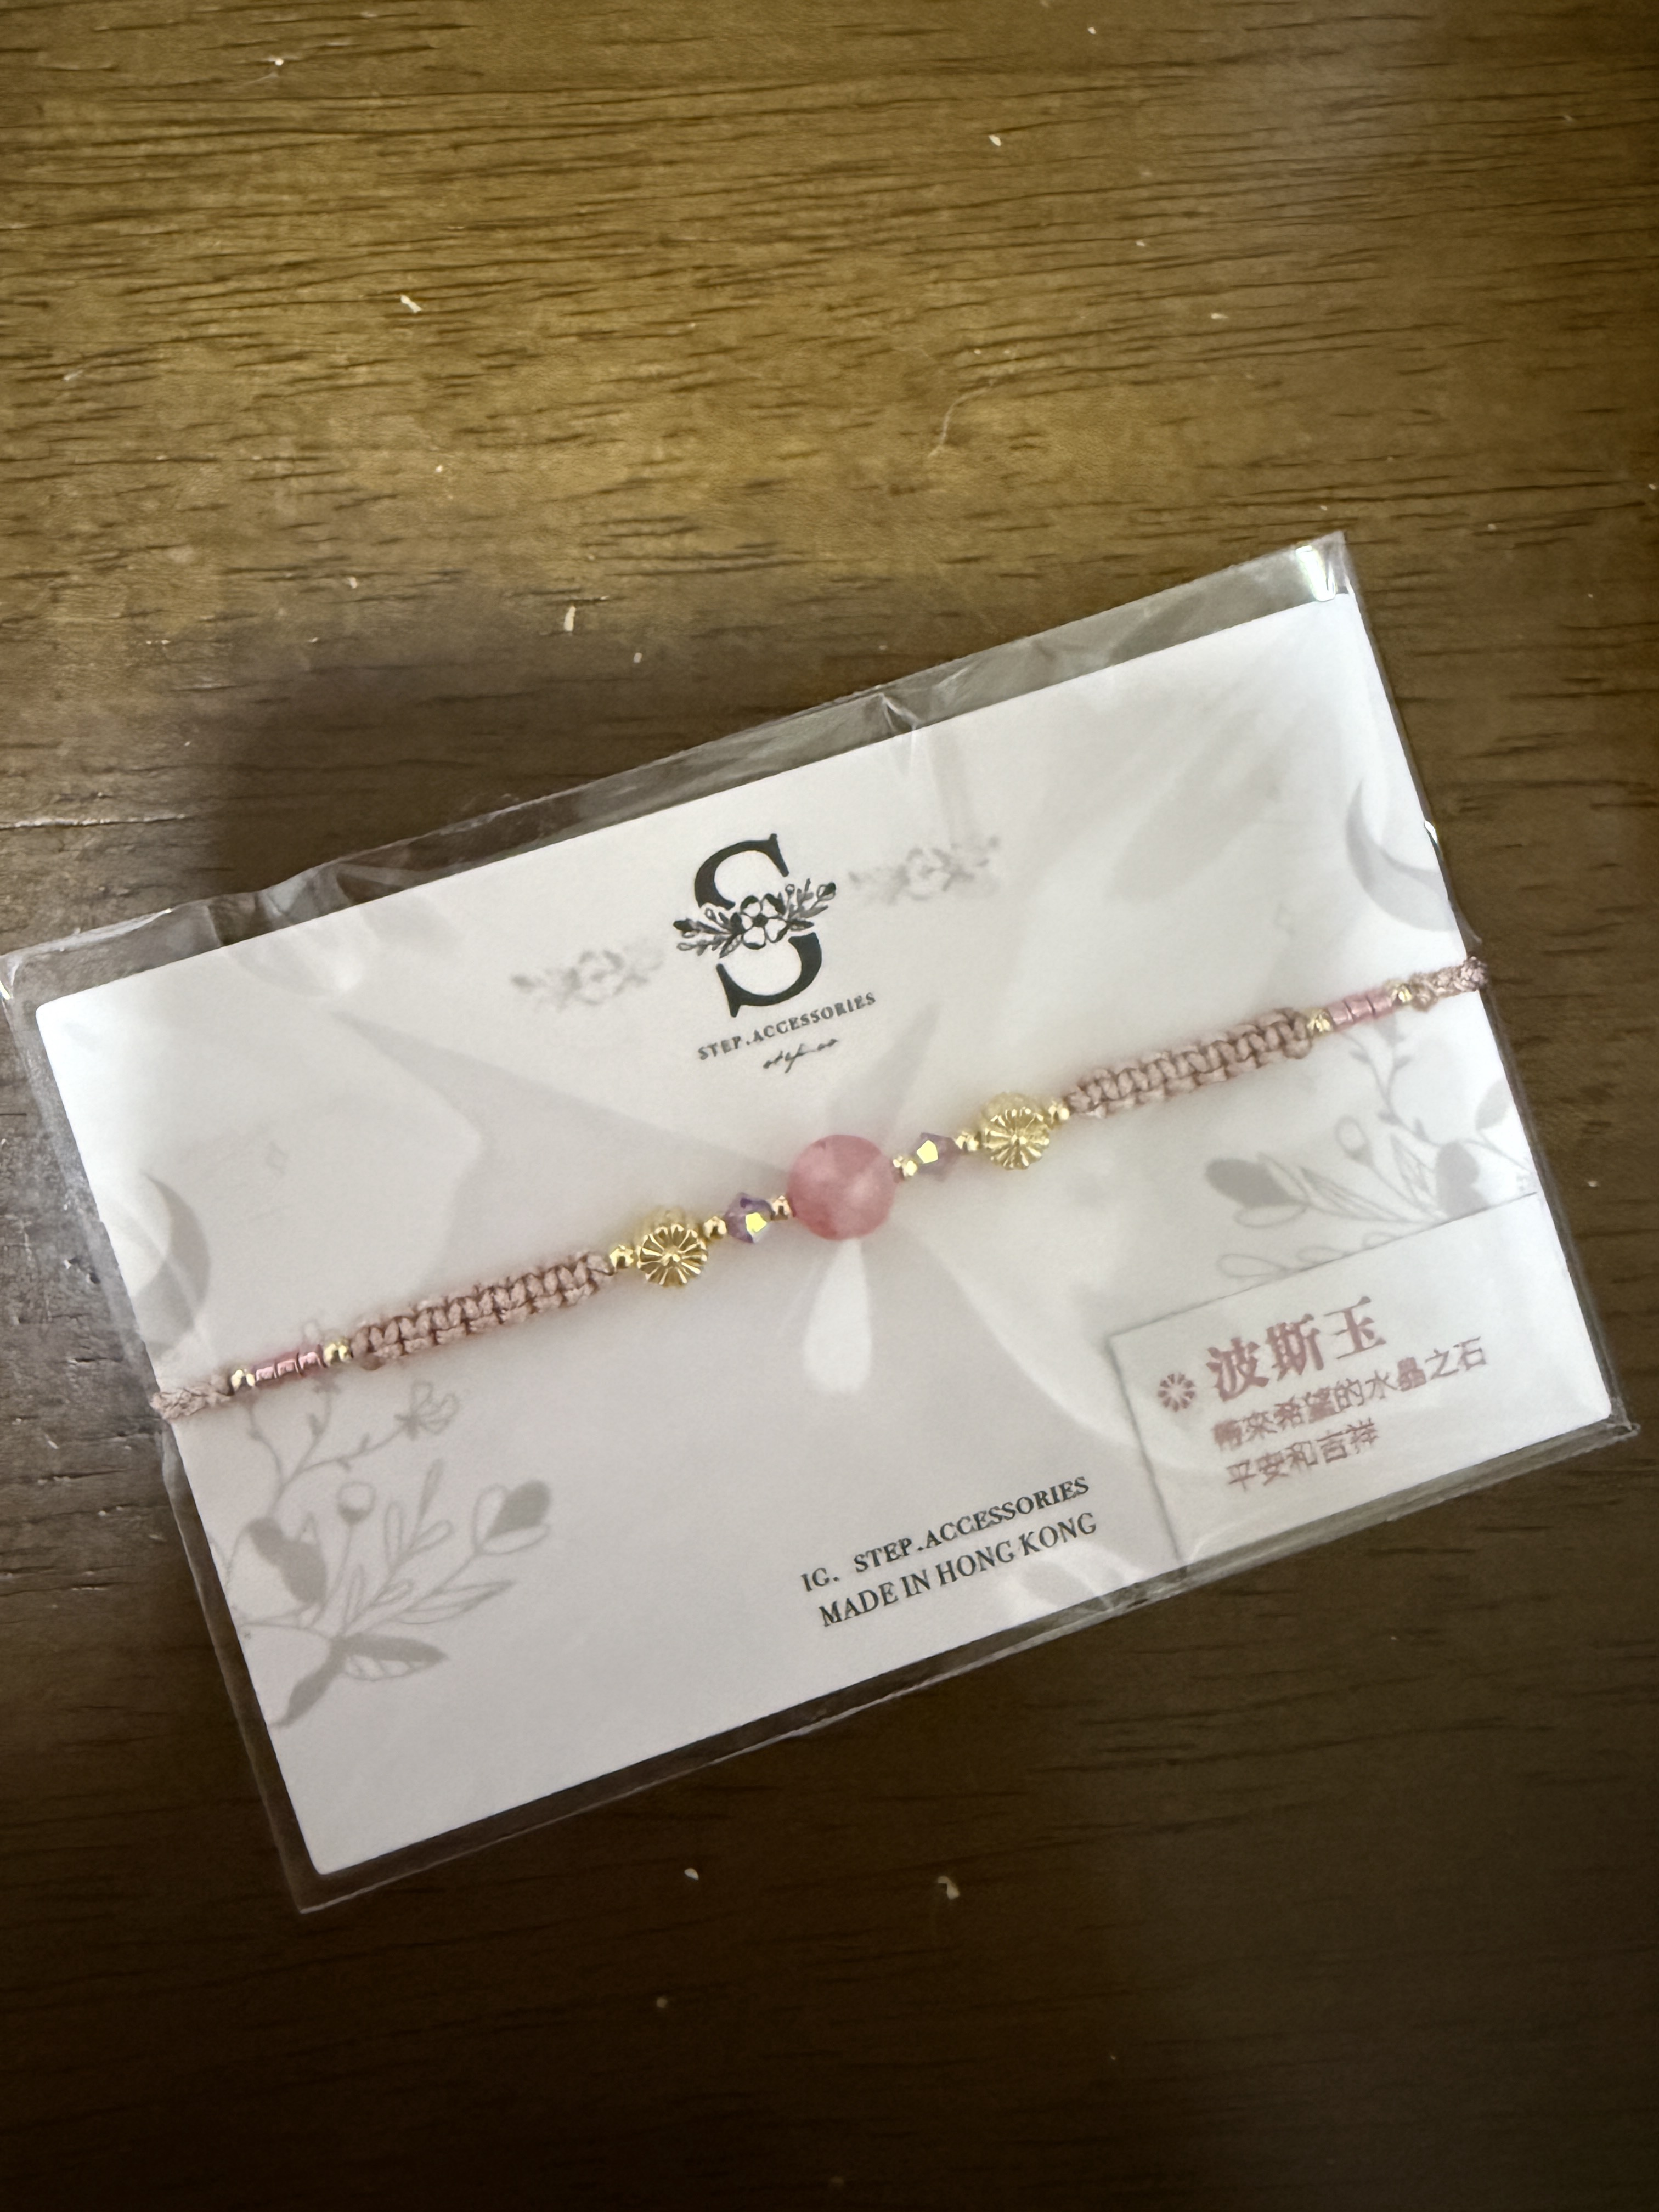 S
STEP.ACCESSORIES
波斯玉
帶來希望的水晶之石
平安和吉祥
IG. STEP.ACCESSORIES
MADE IN HONG KONG